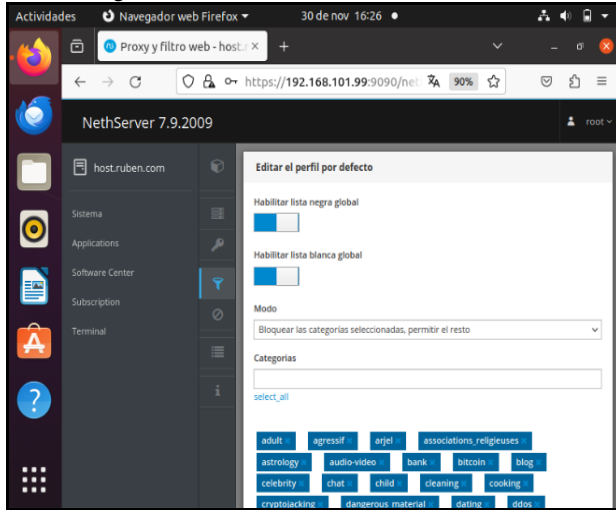 Actividades Navegador web Firefox 30 de nov 16:26
Proxy y filtro web - host.r
https://192.168.101.99:9090/net 90%
NethServer 7.9.2009 root
host.ruben.com
Sistema
Applications
Software Center
Subscription
Terminal
Editar el perfil por defecto
Habilitar lista negra global
Habilitar lista blanca global
Modo
Bloquear las categorias seleccionadas, permitir el resto
Categorias
select_all
adult agressif arjel associations_religieuses
astrology audio-video bank bitcoin blog
celebrity chat child cleaning cooking
cryptojacking dangerous_material dating ddos